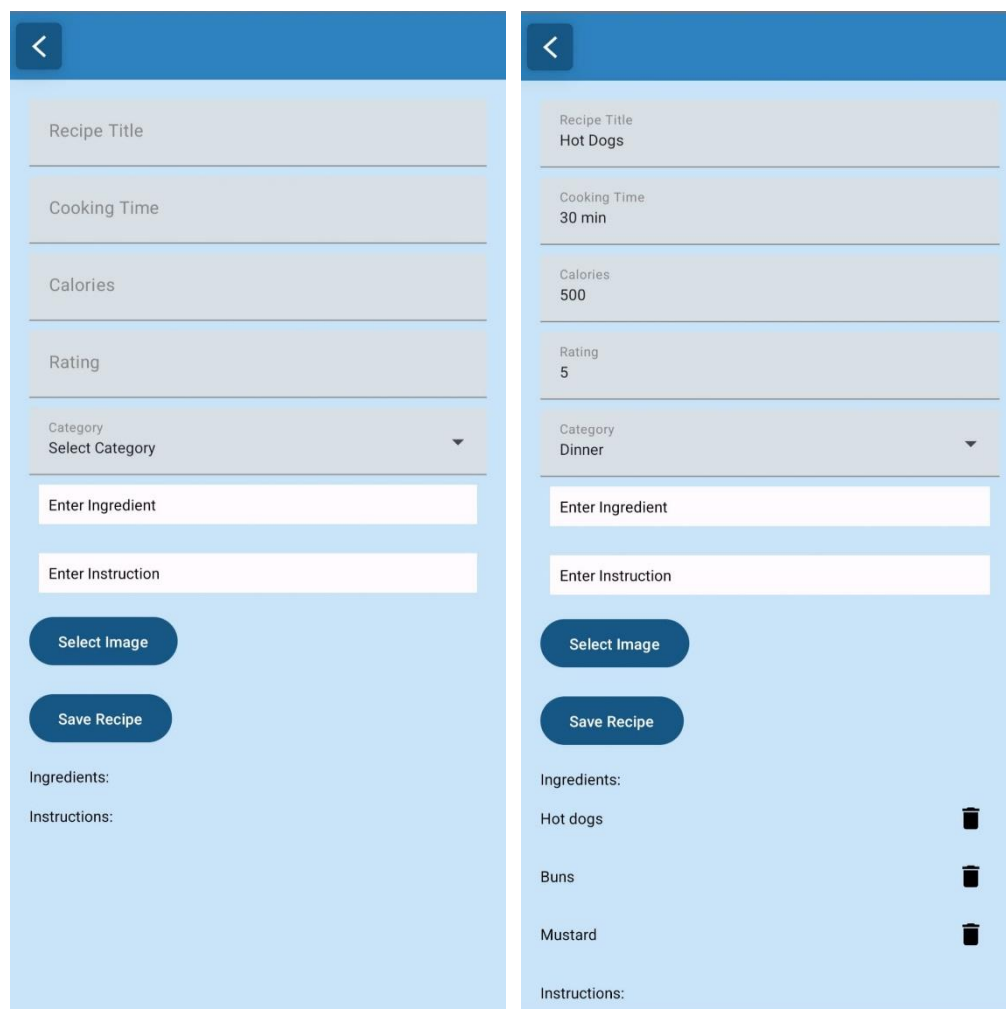 Recipe Title
Cooking Time
Calories
Rating
Category
Select Category
Enter Ingredient
Enter Instruction
Select Image
Save Recipe
Ingredients:
Instructions:
Recipe Title
Hot Dogs
Cooking Time
30 min
Calories
500
Rating
5
Category
Dinner
Enter Ingredient
Enter Instruction
Select Image
Save Recipe
Ingredients:
Hot dogs
Buns
Mustard
Instructions: